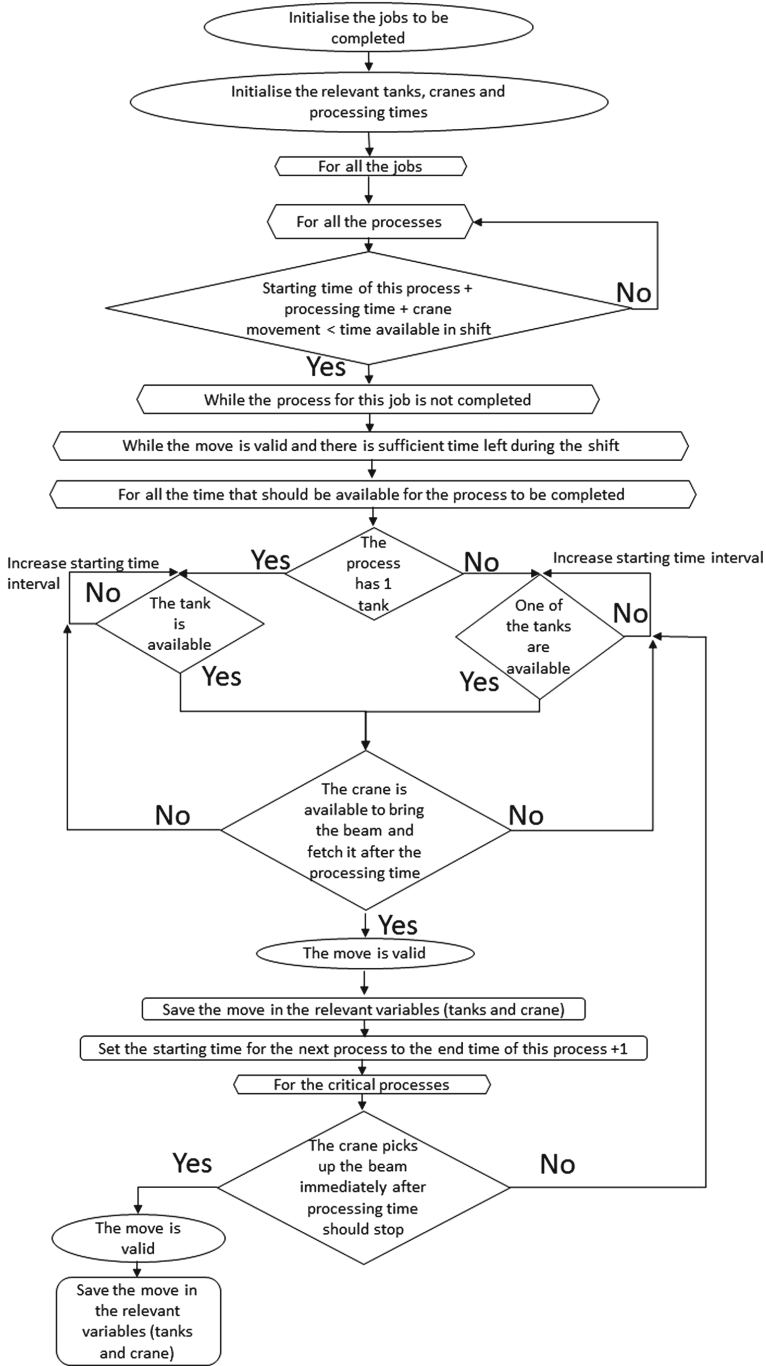 Initialise the jobs to be
completed
Initialise the relevant tanks, cranes and
processing times
For all the jobs
For all the processes
Starting time of this process +
processing time + crane
movement < time available in shift
No
Yes
While the process for this job is not completed
While the move is valid and there is sufficient time left during the shift
For all the time that should be available for the process to be completed
The
process
has 1
tank
Yes
No
Increase starting time
interval
No
The tank
is
available
Yes
Increase starting time interval
No
One of
the tanks
are
available
Yes
The crane is
available to bring
the beam and
fetch it after the
processing time
No
No
Yes
The move is valid
Save the move in the relevant variables (tanks and crane)
Set the starting time for the next process to the end time of this process +1
For the critical processes
The crane picks
up the beam
immediately after
processing time
should stop
Yes
No
The move is
valid
Save the move in
the relevant
variables (tanks
and crane)